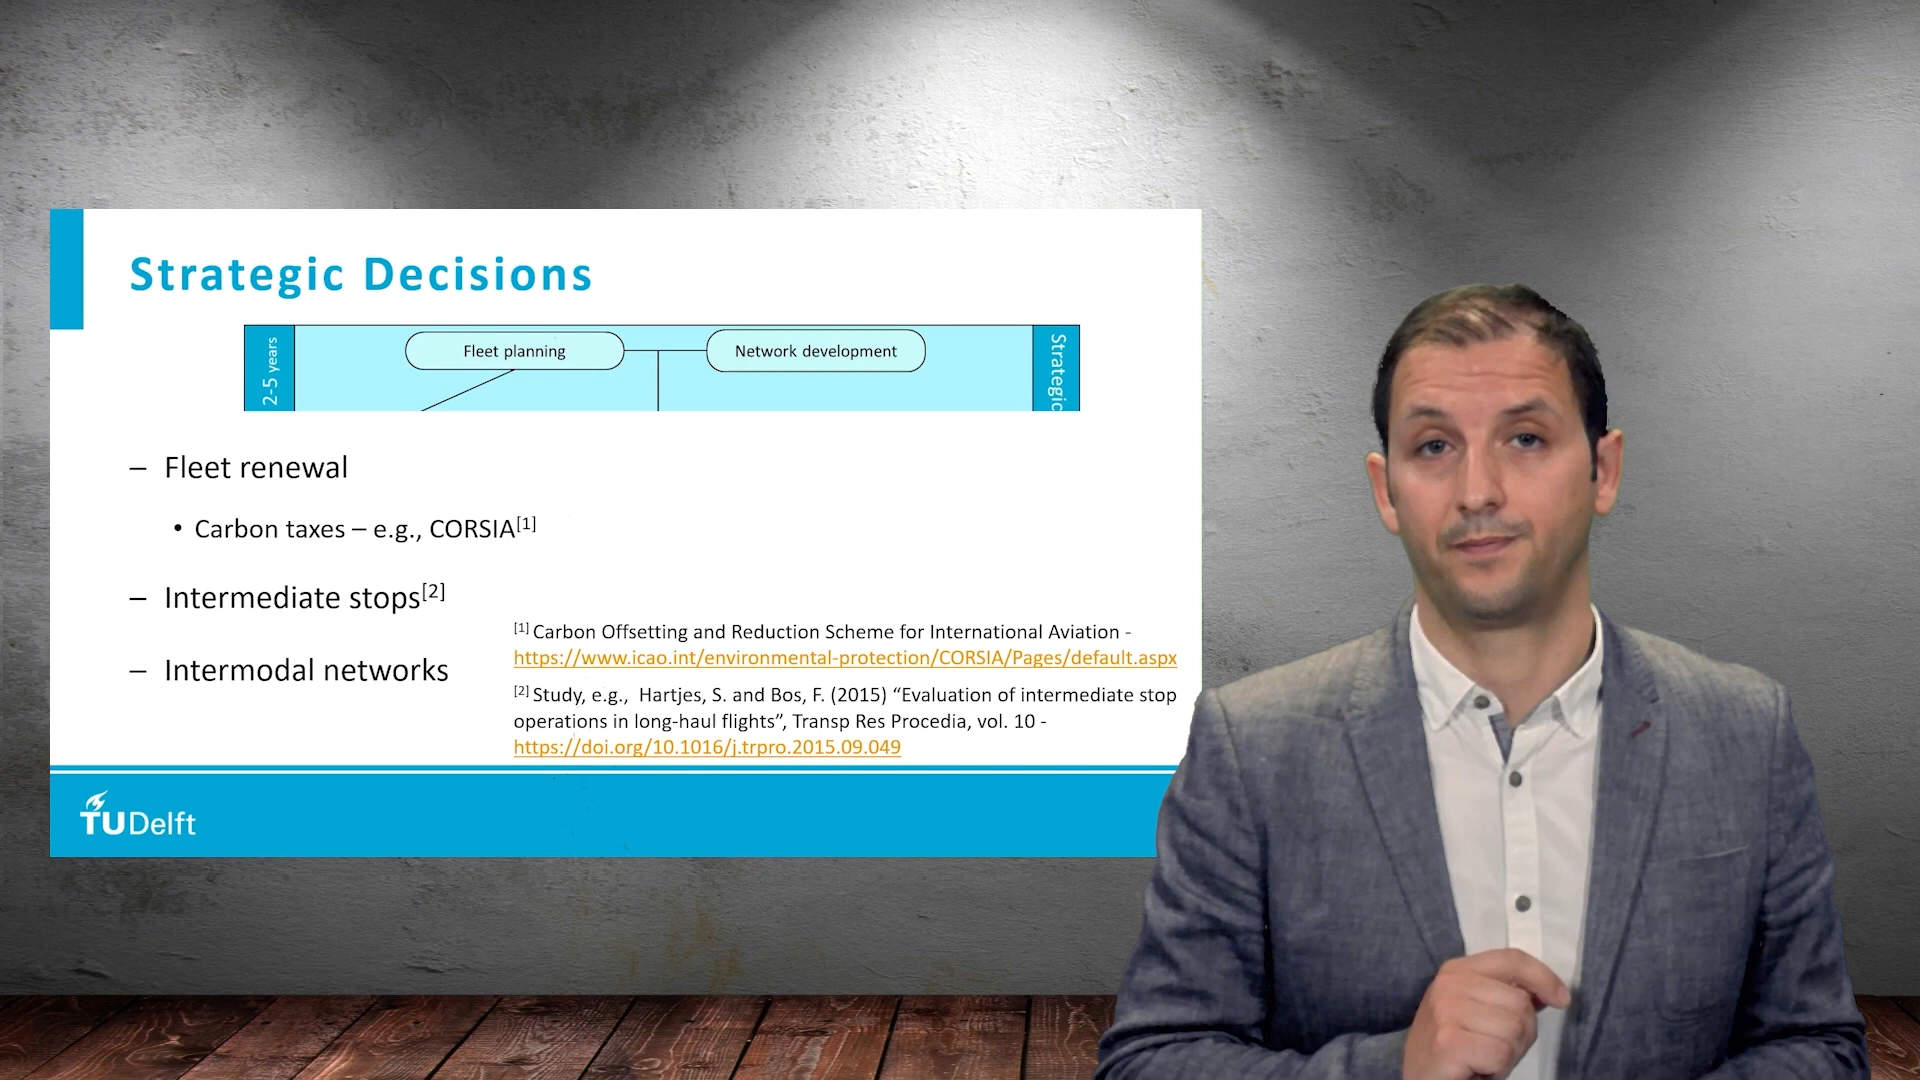 Strategic Decisions
2-5 years
Fleet planning
Network development
Strategic
– Fleet renewal
• Carbon taxes – e.g., CORSIA[1]
– Intermediate stops[2]
– Intermodal networks
[1] Carbon Offsetting and Reduction Scheme for International Aviation -
https://www.icao.int/environmental-protection/CORSIA/Pages/default.aspx
[2] Study, e.g., Hartjes, S. and Bos, F. (2015) “Evaluation of intermediate stop
operations in long-haul flights”, Transp Res Procedia, vol. 10 -
https://doi.org/10.1016/j.trpro.2015.09.049
TUDelft